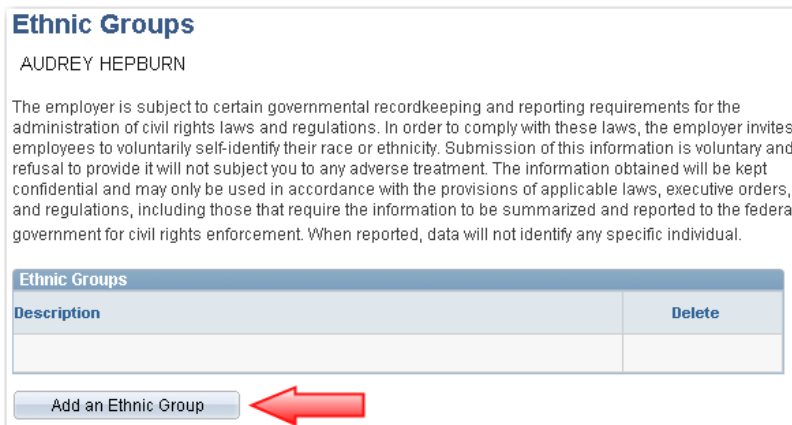 Ethnic Groups
AUDREY HEPBURN
The employer is subject to certain governmental recordkeeping and reporting requirements for the
administration of civil rights laws and regulations. In order to comply with these laws, the employer invites
employees to voluntarily self-identify their race or ethnicity. Submission of this information is voluntary and
refusal to provide it will not subject you to any adverse treatment. The information obtained will be kept
confidential and may only be used in accordance with the provisions of applicable laws, executive orders,
and regulations, including those that require the information to be summarized and reported to the federa
government for civil rights enforcement. When reported, data will not identify any specific individual.
Ethnic Groups
Description Delete
Add an Ethnic Group